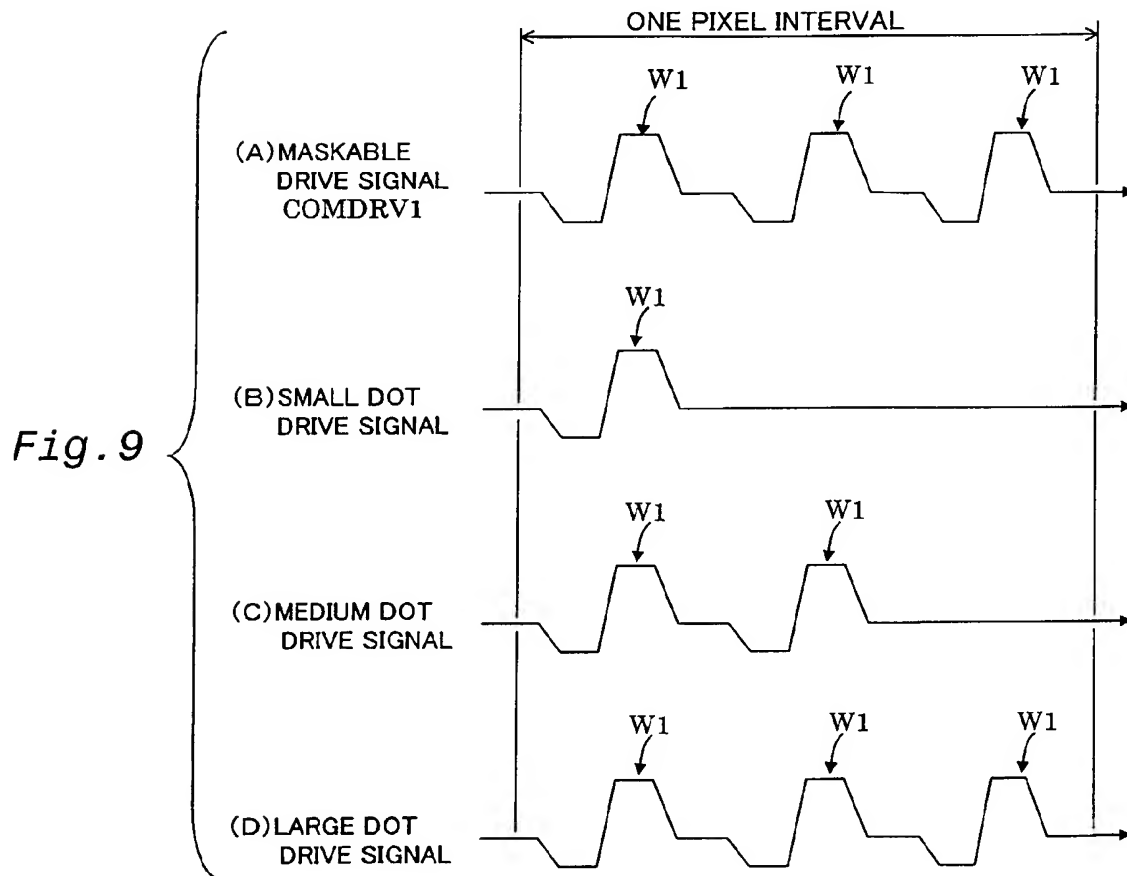 ONE PIXEL INTERVAL
W1
W1
W1
(A) MASKABLE
DRIVE SIGNAL
COMDRV1
W1
(B) SMALL DOT
DRIVE SIGNAL
Fig.9
W1
W1
(C) MEDIUM DOT
DRIVE SIGNAL
W1
W1
W1
(D) LARGE DOT
DRIVE SIGNAL